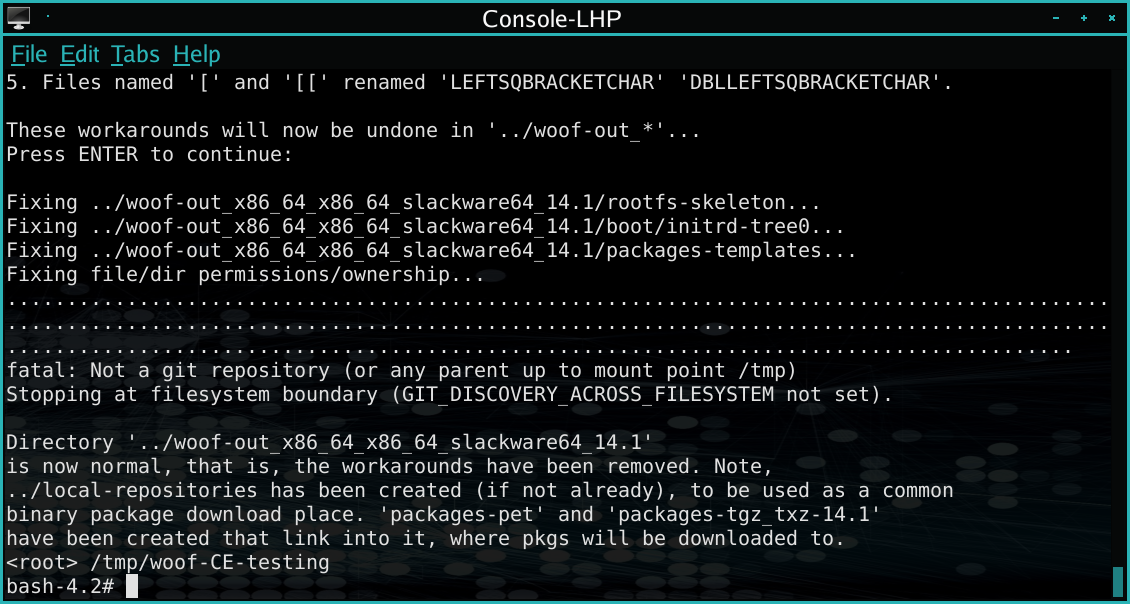 Console-LHP
File Edit Tabs Help
5. Files named '[' and '[[' renamed 'LEFTSQBRACKETCHAR' 'DBLLEFTSQBRACKETCHAR'.
These workarounds will now be undone in '../woof-out_*'...
Press ENTER to continue:
Fixing ../woof-out_x86_64_x86_64_slackware64_14.1/rootfs-skeleton...
Fixing ../woof-out_x86_64_x86_64_slackware64_14.1/boot/initrd-tree0...
Fixing ../woof-out_x86_64_x86_64_slackware64_14.1/packages-templates...
Fixing file/dir permissions/ownership...
............................................................................................
............................................................................................
.........................................................................................
fatal: Not a git repository (or any parent up to mount point /tmp)
Stopping at filesystem boundary (GIT_DISCOVERY_ACROSS_FILESYSTEM not set).
Directory '../woof-out_x86_64_x86_64_slackware64_14.1'
is now normal, that is, the workarounds have been removed. Note,
../local-repositories has been created (if not already), to be used as a common
binary package download place. 'packages-pet' and 'packages-tgz_txz-14.1'
have been created that link into it, where pkgs will be downloaded to.
<root> /tmp/woof-CE-testing
bash-4.2#